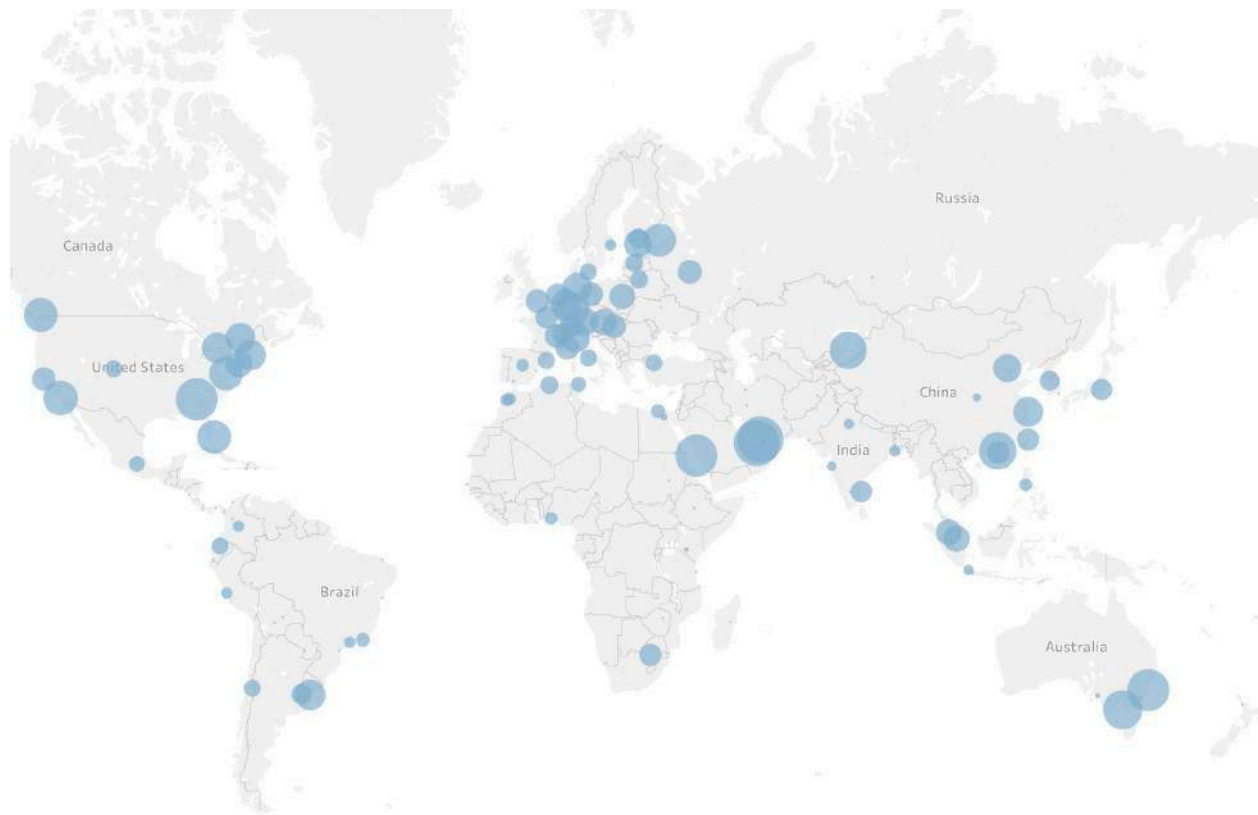 Russia
Canada
United States
China
India
Brazil
Australia